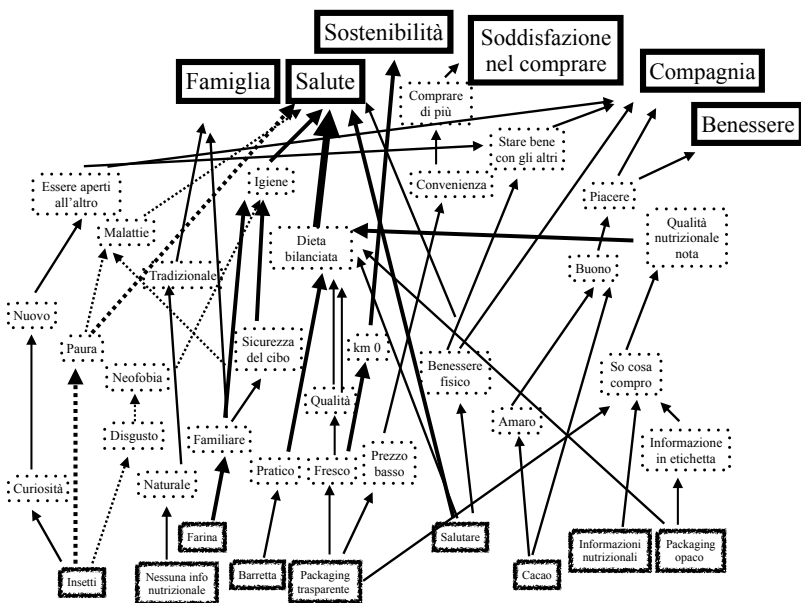 Sostenibilità
Soddisfazione
nel comprare
Famiglia
Salute
Compagnia
Benessere
Comprare
di più
Stare bene
con gli altri
Essere aperti
all'altro
Igiene
Convenienza
Piacere
Malattie
Dieta
bilanciata
Qualità
nutrizionale
nota
Tradizionale
Buono
Nuovo
Paura
Sicurezza
del cibo
km 0
Benessere
fisico
So cosa
compro
Neofobia
Qualità
Amaro
Disgusto
Familiare
Informazione
in etichetta
Curiosità
Naturale
Pratico
Fresco
Prezzo
basso
Farina
Salutare
Insetti
Nessuna info
nutrizionale
Barretta
Packaging
trasparente
Cacao
Informazioni
nutrizionali
Packaging
opaco